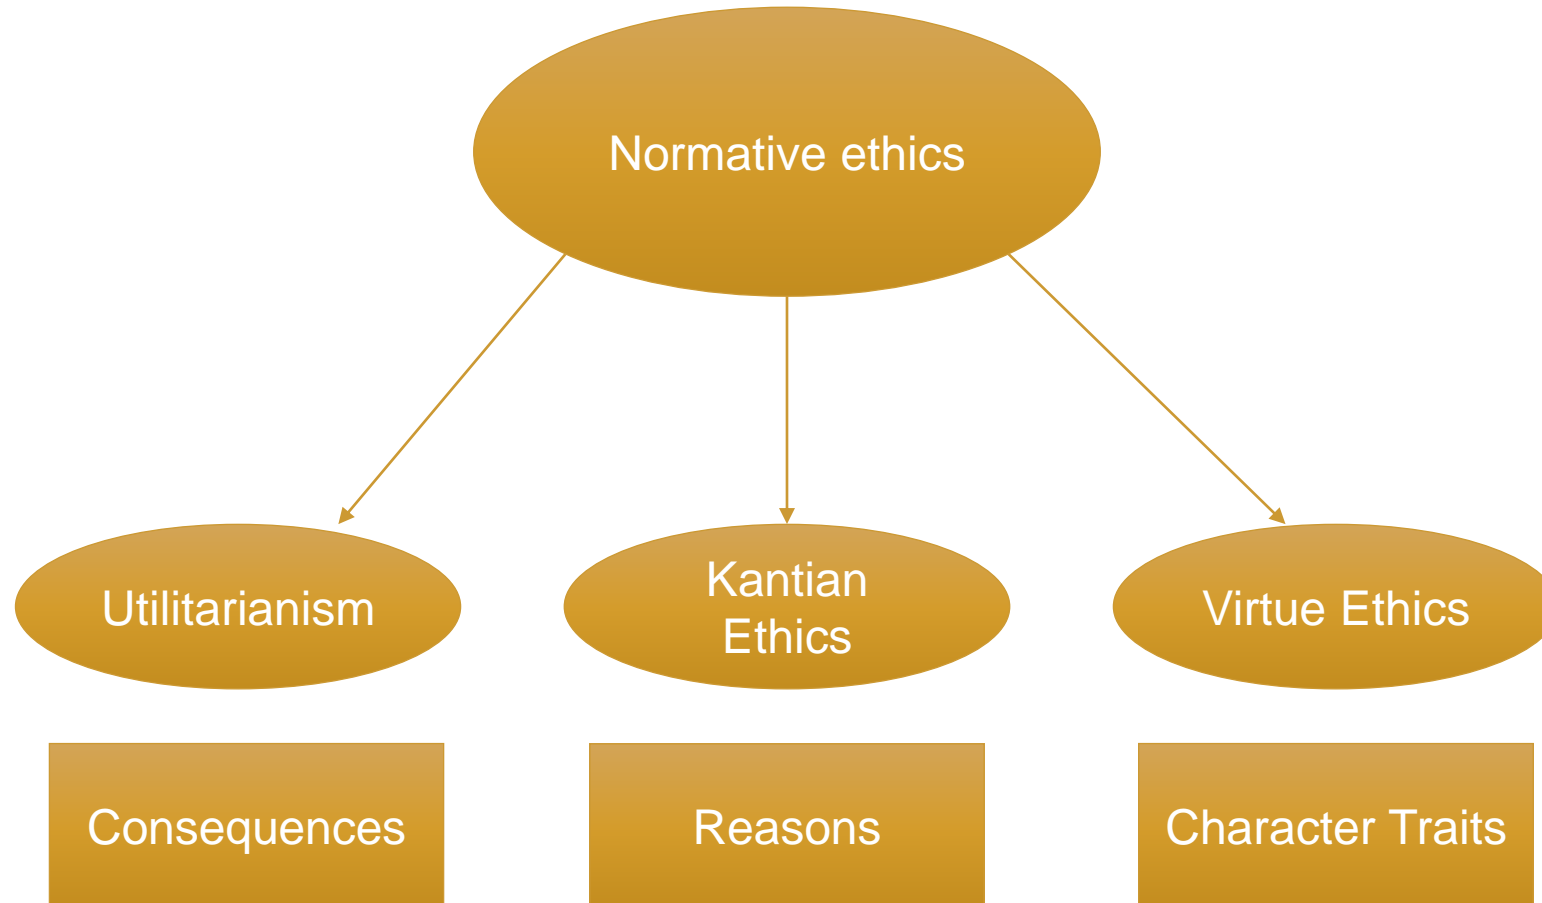 Normative ethics
Utilitarianism
Kantian
Ethics
Virtue Ethics
Consequences
Reasons
Character Traits